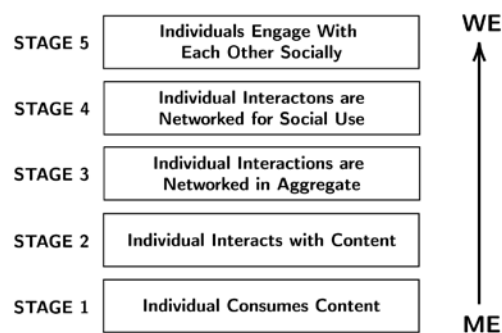 WE
STAGE 5
Individuals Engage With
Each Other Socially
STAGE 4
Individual Interactons are
Networked for Social Use
STAGE 3
Individual Interactions are
Networked in Aggregate
STAGE 2
Individual Interacts with Content
STAGE 1
Individual Consumes Content
ME